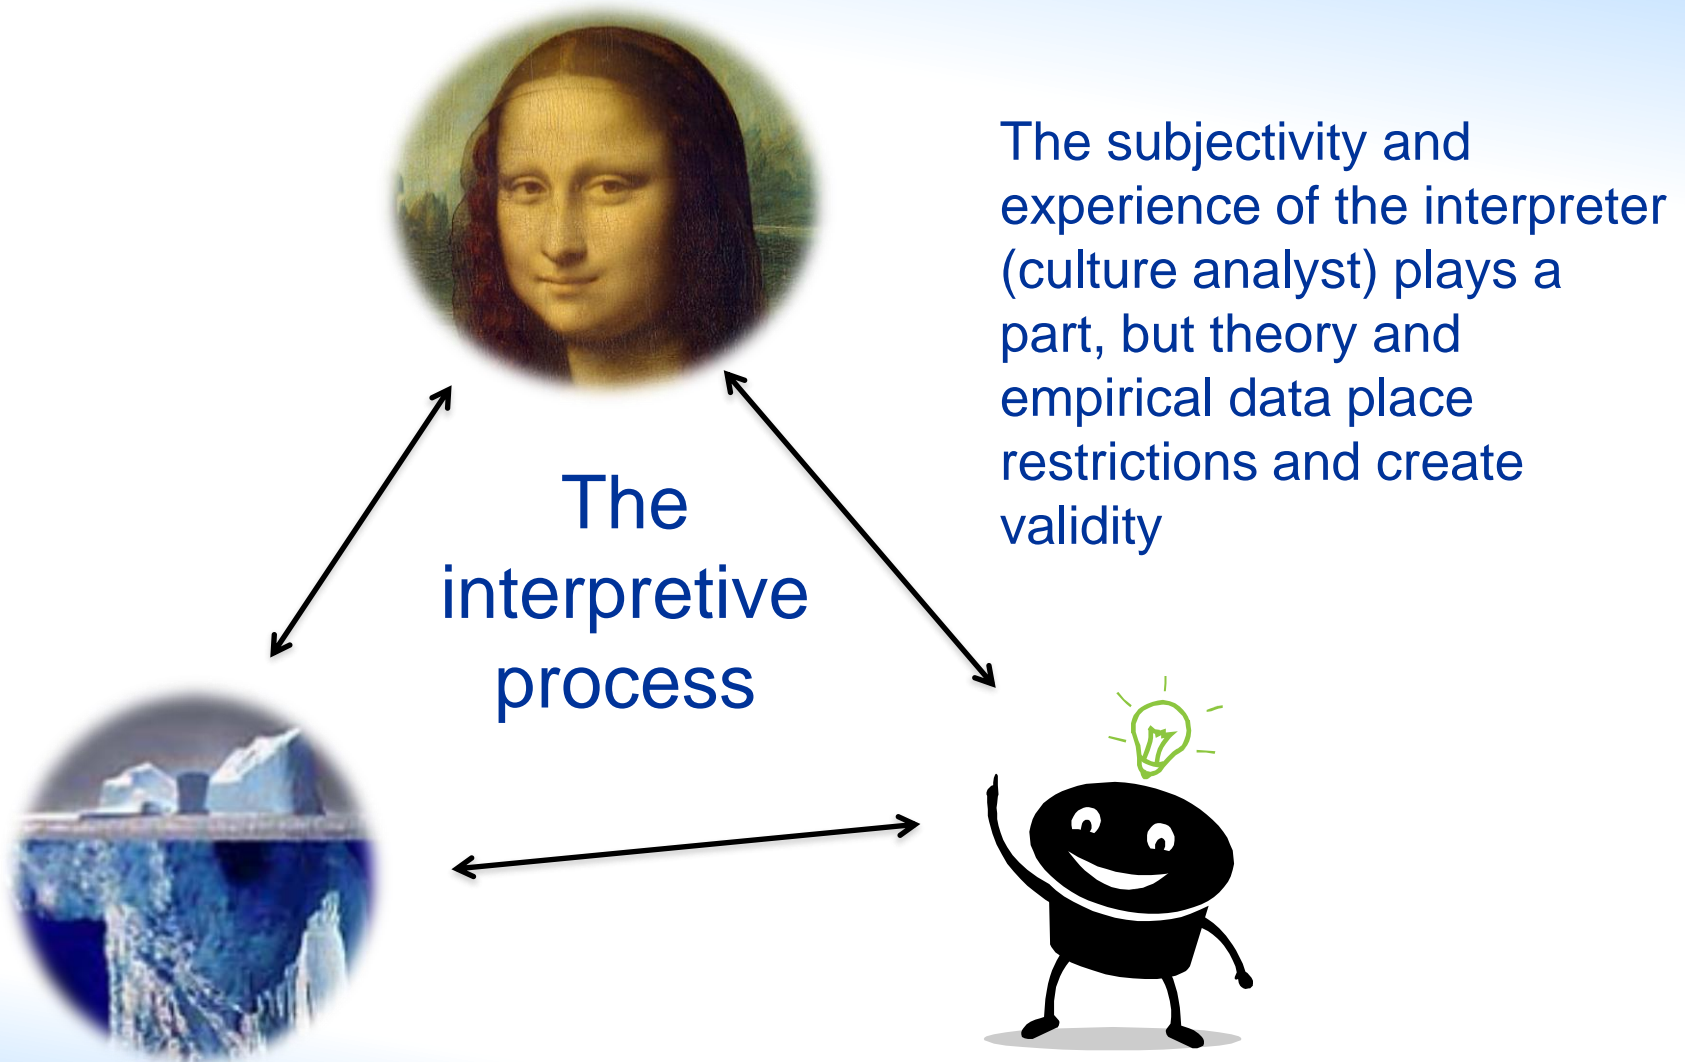 The subjectivity and
experience of the interpreter
(culture analyst) plays a
part, but theory and
empirical data place
restrictions and create
validity
The
interpretive
process